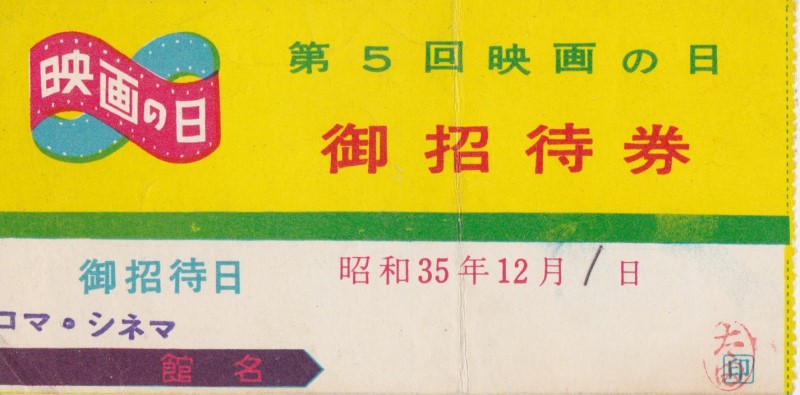 映画の日
第5回映画の日
御招待券
御招待日
昭和35年12月1日
コマ・シネマ
館名
印